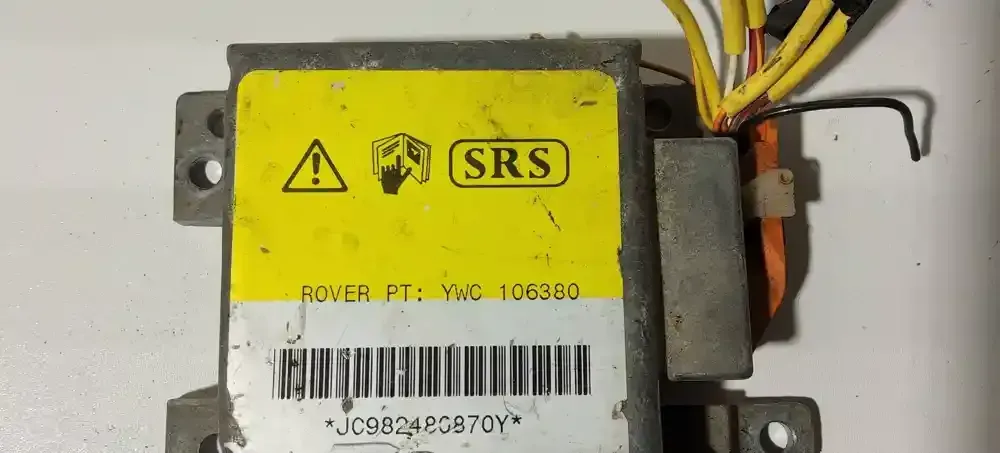 SRS
ROVER PT: YWC 106380
*JC982480870Y*